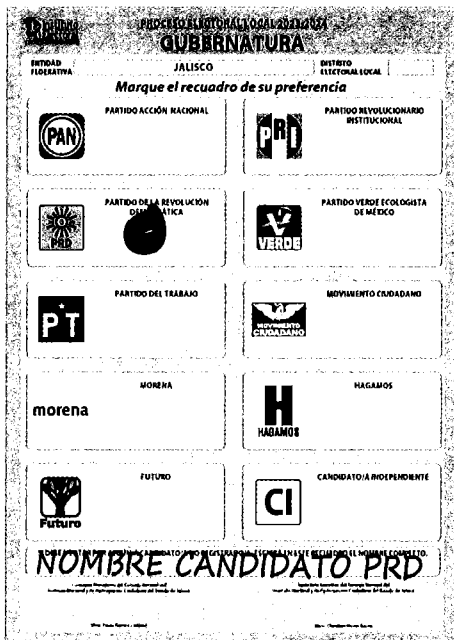 PROCESO ELECTORAL LOCAL 2023-2024
GUBERNATURA
ENTIDAD
FEDERATIVA
JALISCO
DISTRITO
ELECTORAL LOCAL
Marque el recuadro de su preferencia
PARTIDO ACCIÓN NACIONAL
PAN
PARTIDO REVOLUCIONARIO
INSTITUCIONAL
PRI
PARTIDO DE LA REVOLUCIÓN
DEMOCRÁTICA
PRD
PARTIDO VERDE ECOLOGISTA
DE MÉXICO
VERDE
PARTIDO DEL TRABAJO
PT
MOVIMIENTO CIUDADANO
MOVIMIENTO
CIUDADANO
MORENA
morena
HAGAMOS
H
HAGAMOS
FUTURO
Futuro
CANDIDATO/A INDEPENDIENTE
CI
NOMBRE CANDIDATO PRD